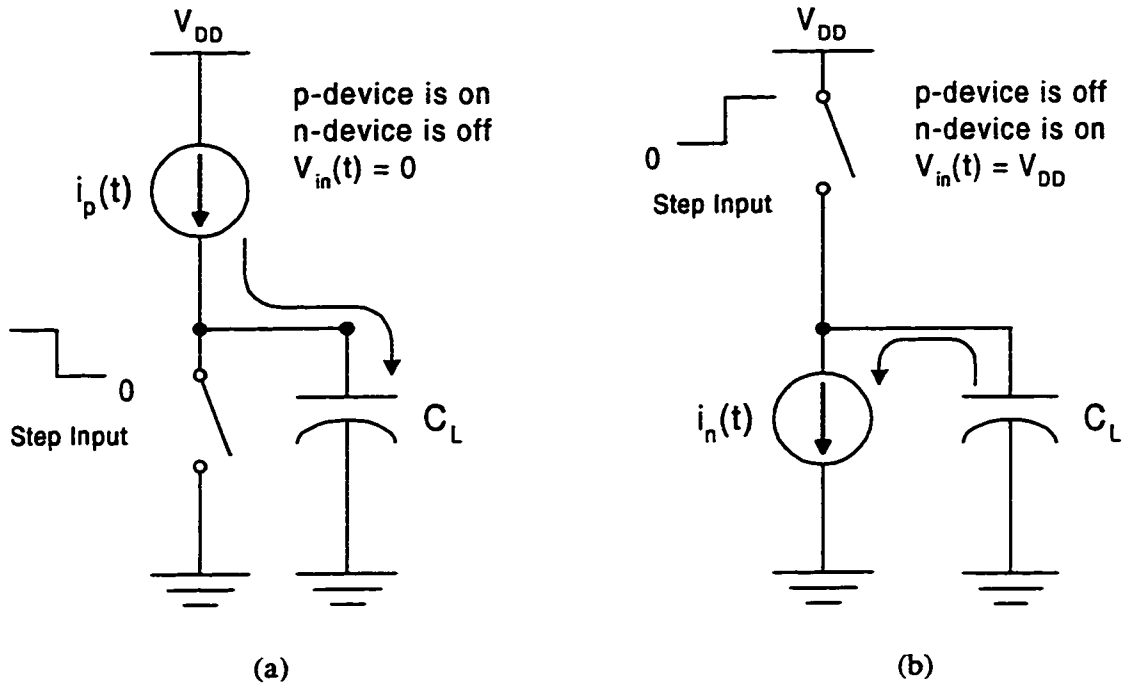 V_DD
p-device is on
n-device is off
V_in(t) = 0
i_p(t)
0
Step Input
C_L
(a)
V_DD
p-device is off
n-device is on
V_in(t) = V_DD
0
Step Input
i_n(t)
C_L
(b)